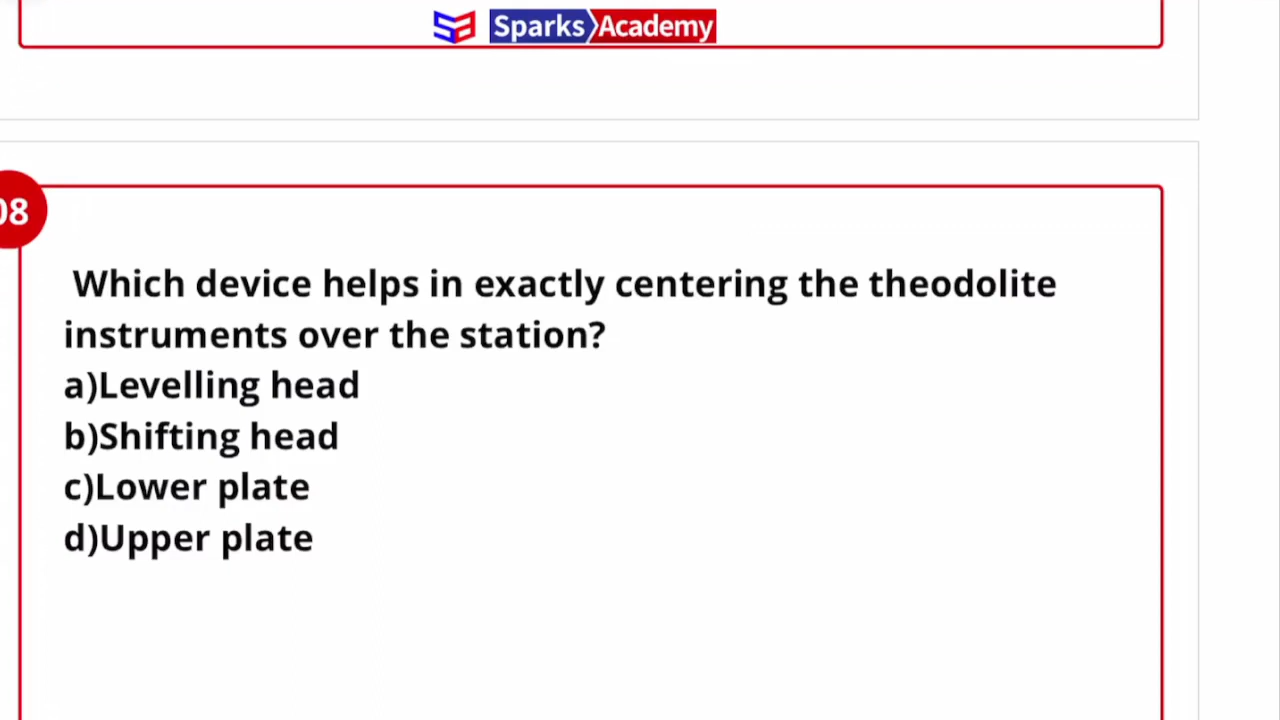 Sparks Academy
08
Which device helps in exactly centering the theodolite
instruments over the station?
a)Levelling head
b)Shifting head
c)Lower plate
d)Upper plate